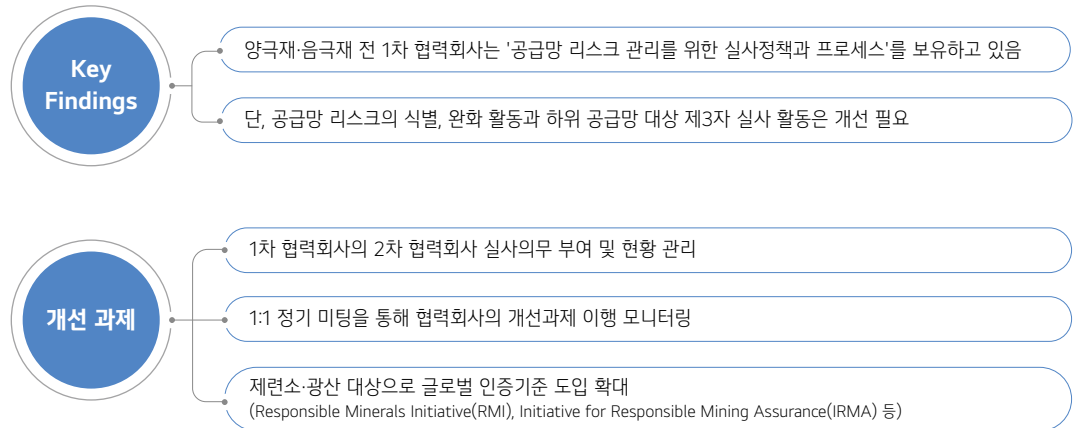 Key
Findings
양극재·음극재 전 1차 협력회사는 '공급망 리스크 관리를 위한 실사정책과 프로세스'를 보유하고 있음
단, 공급망 리스크의 식별, 완화 활동과 하위 공급망 대상 제3자 실사 활동은 개선 필요
개선 과제
1차 협력회사의 2차 협력회사 실사의무 부여 및 현황 관리
1:1 정기 미팅을 통해 협력회사의 개선과제 이행 모니터링
제련소·광산 대상으로 글로벌 인증기준 도입 확대
(Responsible Minerals Initiative(RMI), Initiative for Responsible Mining Assurance(IRMA) 등)